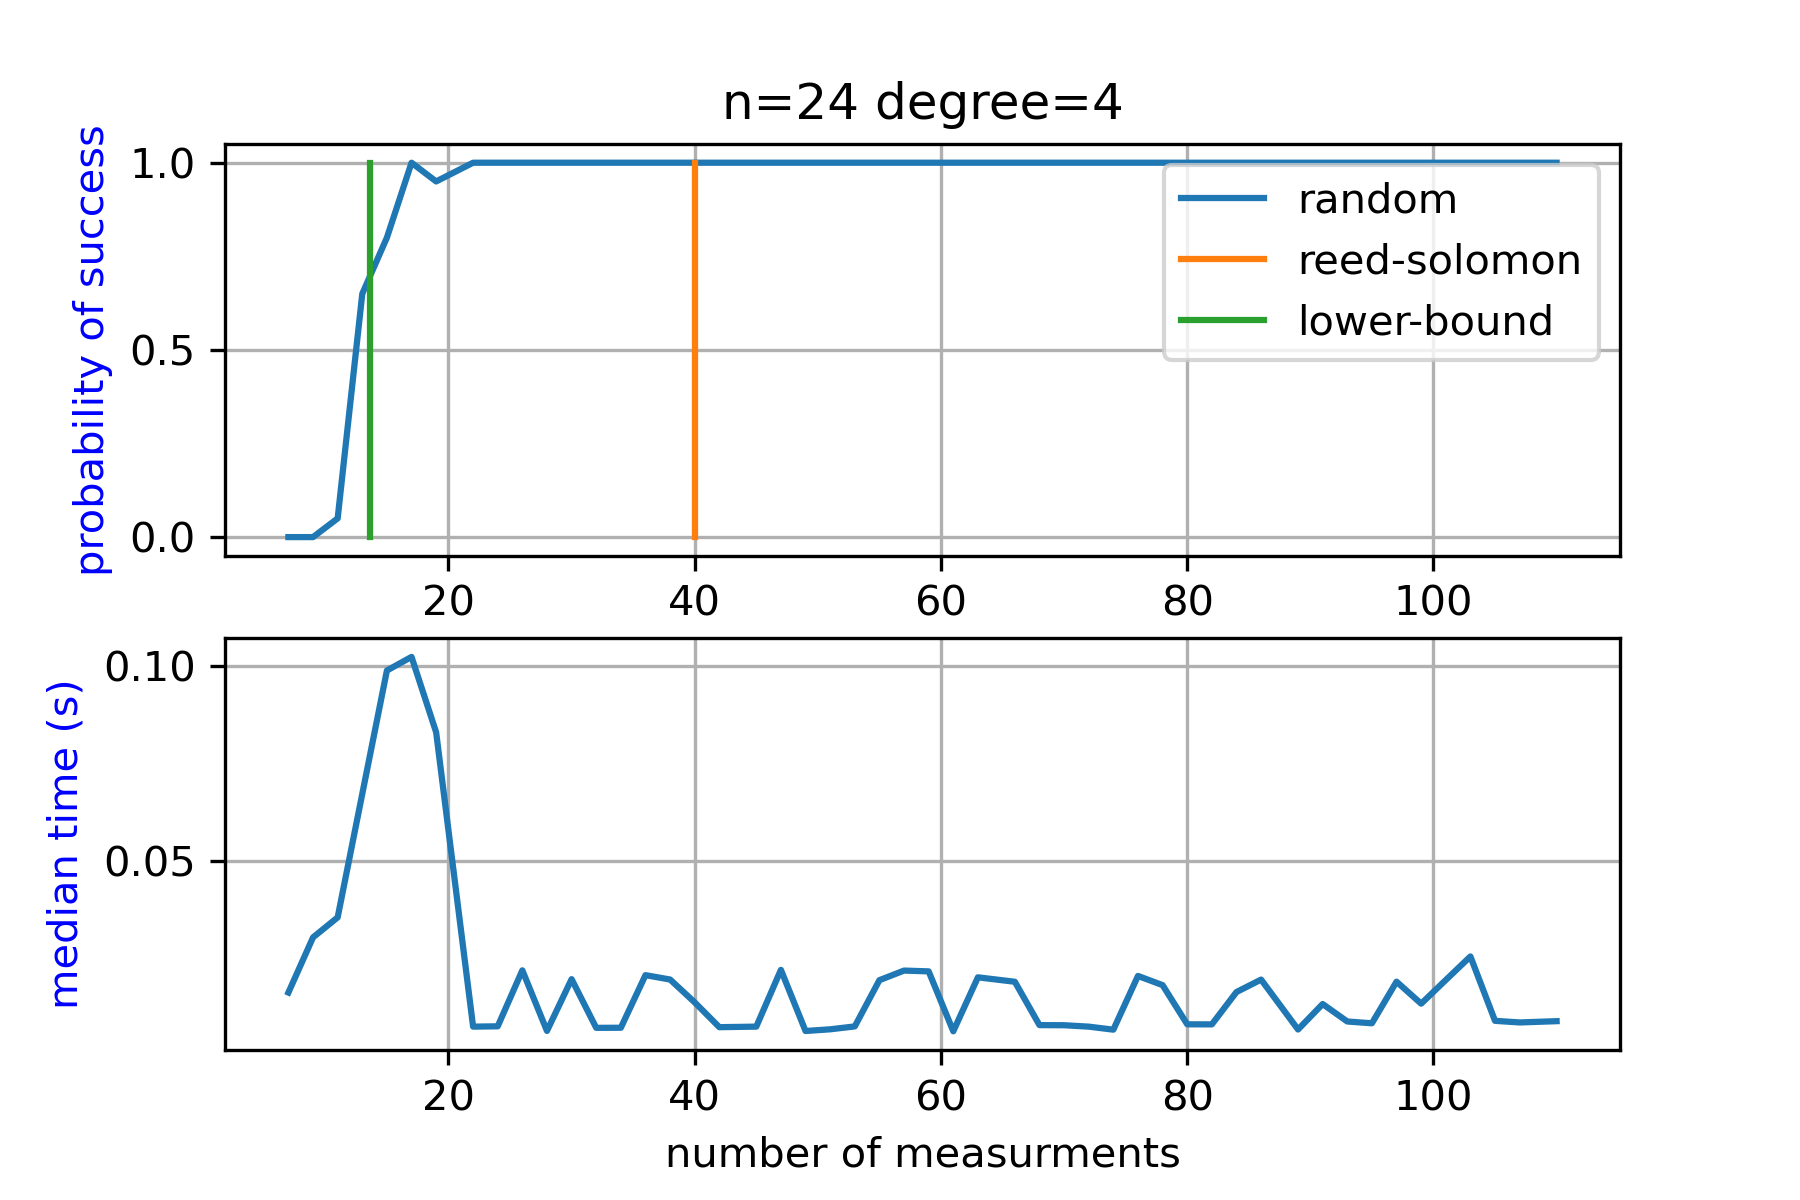 n=24 degree=4
probability of success
1.0
0.5
0.0
random
reed-solomon
lower-bound
20 40 60 80 100
median time (s)
0.10
0.05
20 40 60 80 100
number of measurments